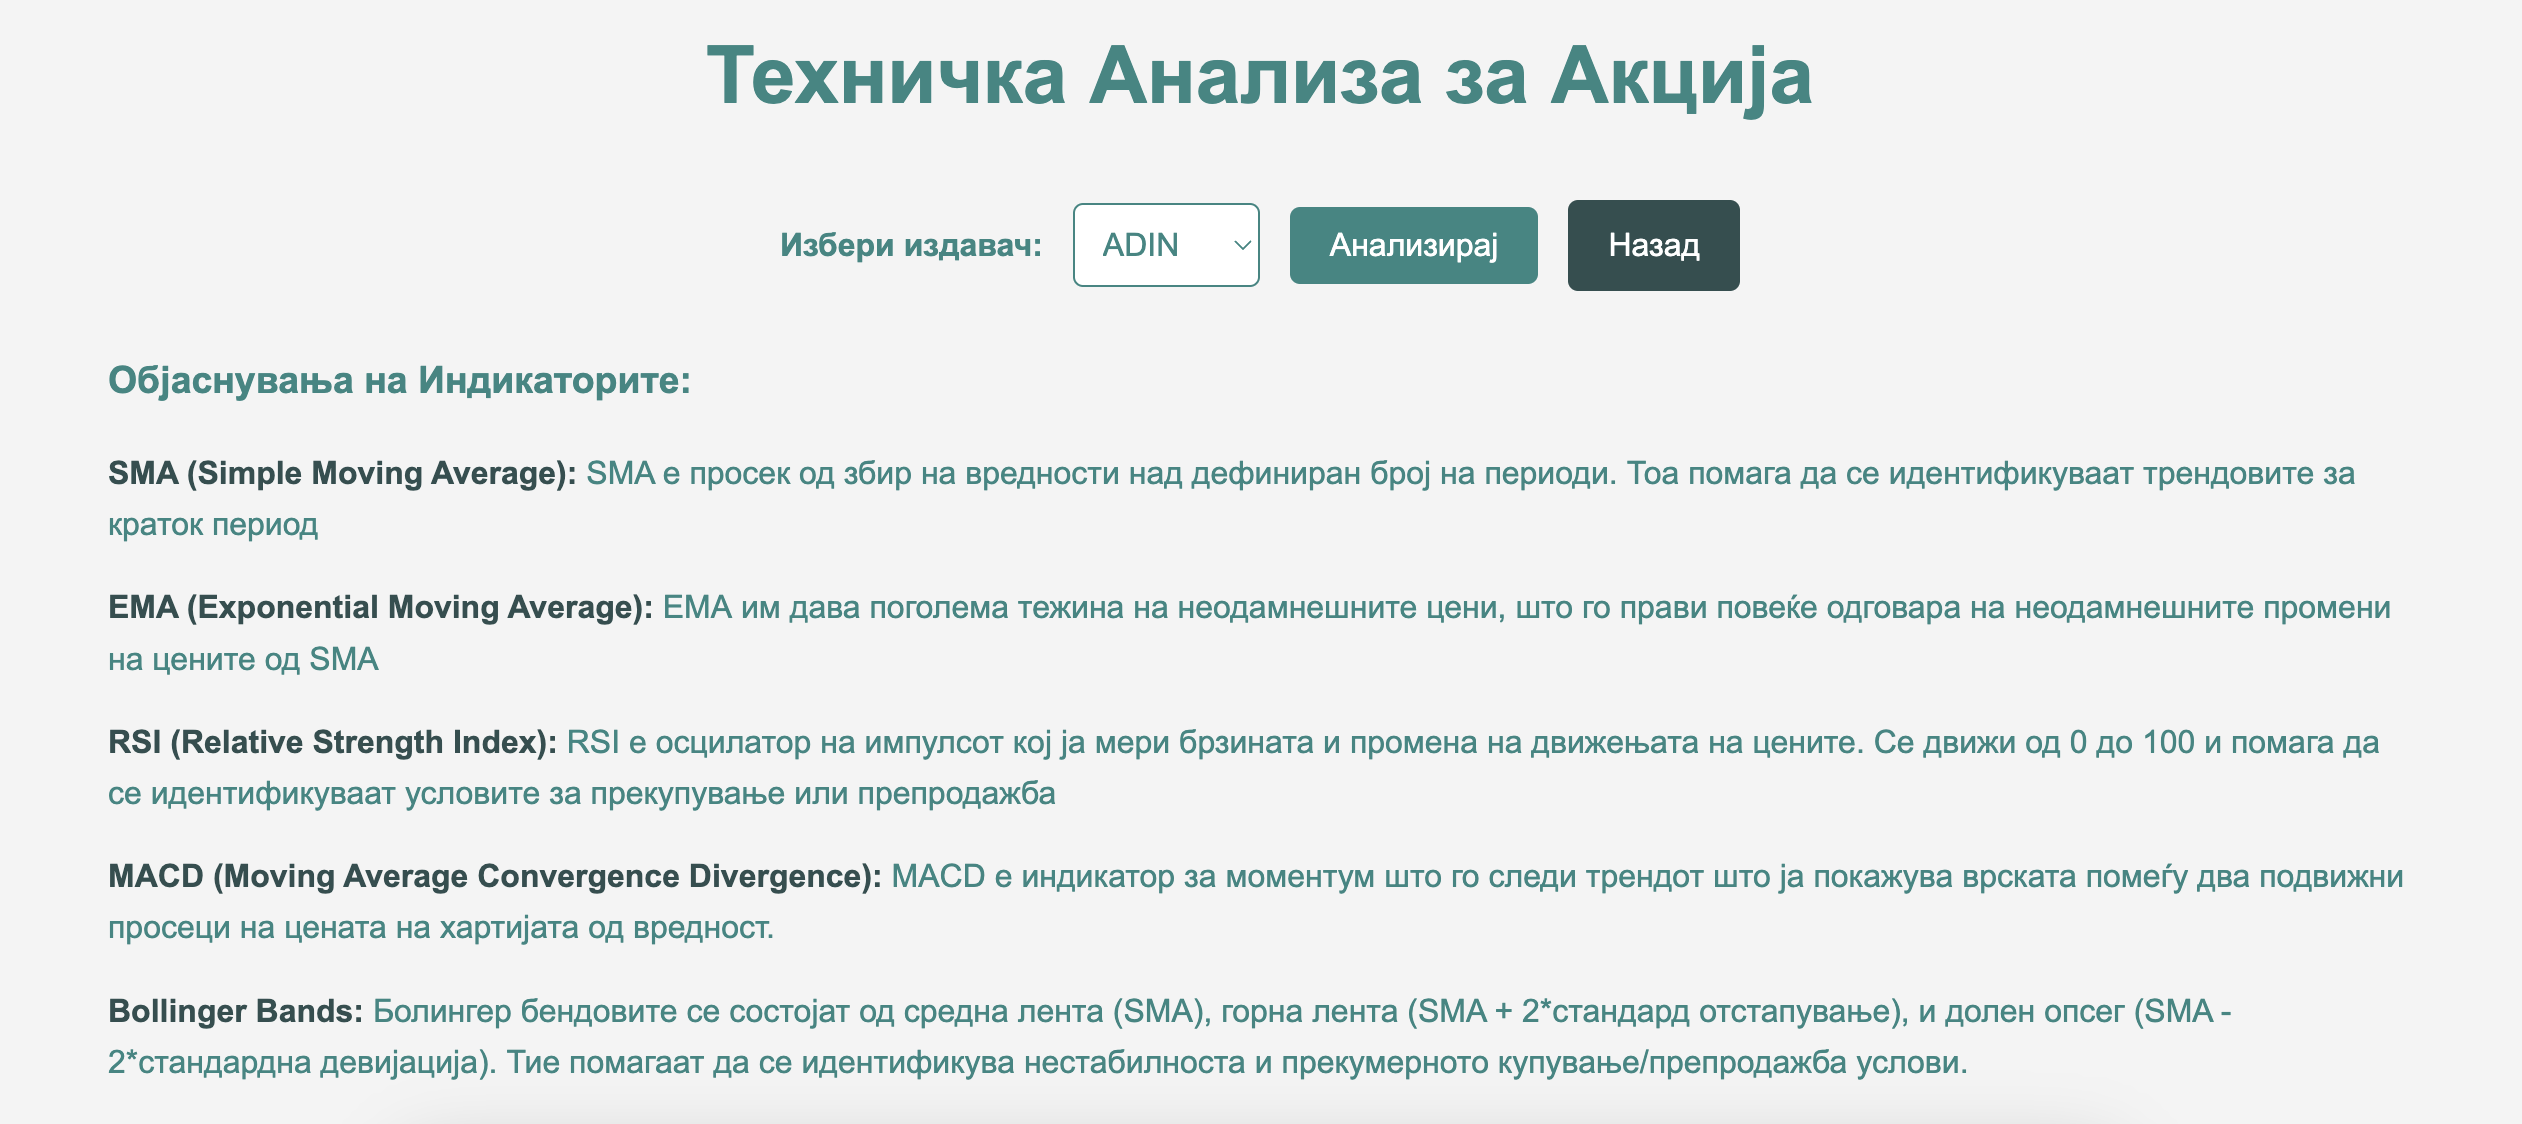 Техничка Анализа за Акција
Избери издавач: ADIN Анализирај Назад
Објаснувања на Индикаторите:
SMA (Simple Moving Average): SMA е просек од збир на вредности над дефиниран број на периоди. Тоа помага да се идентификуваат трендовите за
краток период
EMA (Exponential Moving Average): EMA им дава поголема тежина на неодамнешните цени, што го прави повеќе одговара на неодамнешните промени
на цените од SMA
RSI (Relative Strength Index): RSI е осцилатор на импулсот кој ја мери брзината и промена на движењата на цените. Се движи од 0 до 100 и помага да
се идентификуваат условите за прекупување или препродажба
MACD (Moving Average Convergence Divergence): MACD е индикатор за моментум што го следи трендот што ја покажува врската помеѓу два подвижни
просеци на цената на хартијата од вредност.
Bollinger Bands: Болингер бендовите се состојат од средна лента (SMA), горна лента (SMA + 2*стандард отстапување), и долен опсег (SMA -
2*стандардна девијација). Тие помагаат да се идентификува нестабилноста и прекумерното купување/препродажба услови.